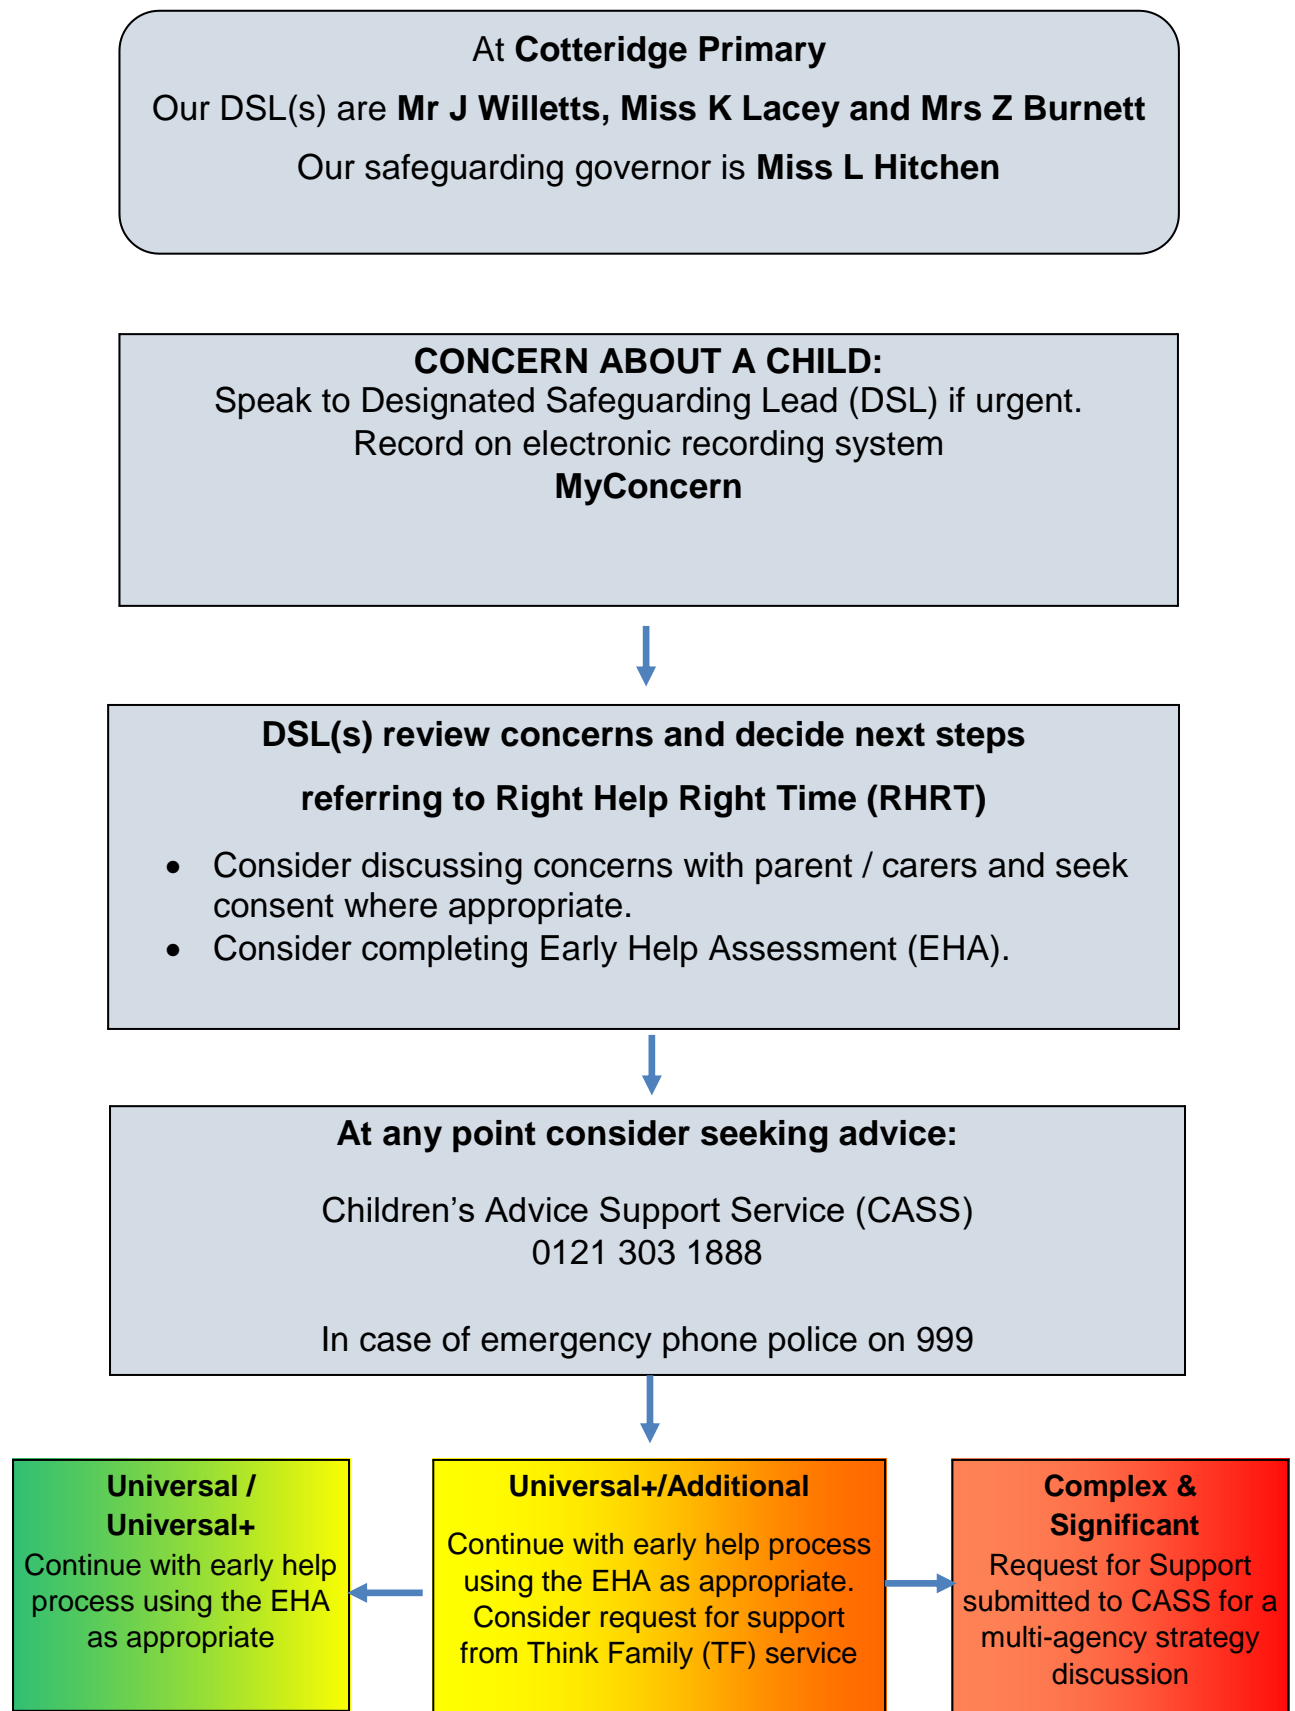 At Cotteridge Primary
Our DSL(s) are Mr J Willetts, Miss K Lacey and Mrs Z Burnett
Our safeguarding governor is Miss L Hitchen
CONCERN ABOUT A CHILD:
Speak to Designated Safeguarding Lead (DSL) if urgent.
Record on electronic recording system
MyConcern
DSL(s) review concerns and decide next steps
referring to Right Help Right Time (RHRT)
• Consider discussing concerns with parent / carers and seek
consent where appropriate.
• Consider completing Early Help Assessment (EHA).
At any point consider seeking advice:
Children’s Advice Support Service (CASS)
0121 303 1888
In case of emergency phone police on 999
Universal /
Universal+
Continue with early help
process using the EHA
as appropriate
Universal+/Additional
Continue with early help process
using the EHA as appropriate.
Consider request for support
from Think Family (TF) service
Complex &
Significant
Request for Support
submitted to CASS for a
multi-agency strategy
discussion